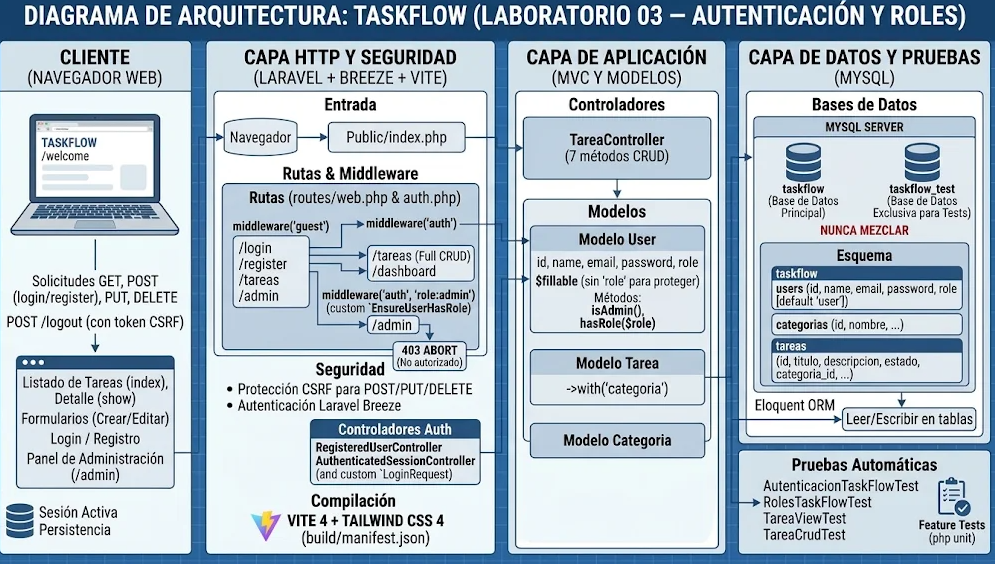 DIAGRAMA DE ARQUITECTURA: TASKFLOW (LABORATORIO 03 — AUTENTICACIÓN Y ROLES)
CLIENTE
(NAVEGADOR WEB)
TASKFLOW
/welcome
Solicitudes GET, POST
(login/register), PUT, DELETE
POST /logout (con token CSRF)
Listado de Tareas (index),
Detalle (show)
Formularios (Crear/Editar)
Login / Registro
Panel de Administración
(/admin)
Sesión Activa
Persistencia
CAPA HTTP Y SEGURIDAD
(LARAVEL + BREEZE + VITE)
Entrada
Navegador
Public/index.php
Rutas & Middleware
Rutas (routes/web.php & auth.php)
middleware('guest')
middleware('auth')
/login
/register
/tareas
/admin
/tareas (Full CRUD)
/dashboard
middleware('auth', 'role:admin')
(custom `EnsureUserHasRole)
/admin
403 ABORT
(No autorizado)
Seguridad
• Protección CSRF para POST/PUT/DELETE
• Autenticación Laravel Breeze
Controladores Auth
RegisteredUserController
AuthenticatedSessionController
(and custom `LoginRequest)
Compilación
VITE 4 + TAILWIND CSS 4
(build/manifest.json)
CAPA DE APLICACIÓN
(MVC Y MODELOS)
Controladores
TareaController
(7 métodos CRUD)
Modelos
Modelo User
id, name, email, password, role
$fillable (sin 'role' para proteger)
Métodos:
isAdmin(),
hasRole($role)
Modelo Tarea
->with('categoria')
Modelo Categoria
CAPA DE DATOS Y PRUEBAS
(MYSQL)
Bases de Datos
MYSQL SERVER
taskflow
(Base de Datos
Principal)
taskflow_test
(Base de Datos
Exclusiva para Tests)
NUNCA MEZCLAR
Esquema
taskflow
users (id, name, email, password, role
[default 'user'])
categorias (id, nombre, ...)
tareas
(id, titulo, descripcion, estado,
categoria_id, ...)
Eloquent ORM
Leer/Escribir en tablas
Pruebas Automáticas
AutenticacionTaskFlowTest
RolesTaskFlowTest
TareaViewTest
TareaCrudTest
Feature Tests
(php unit)